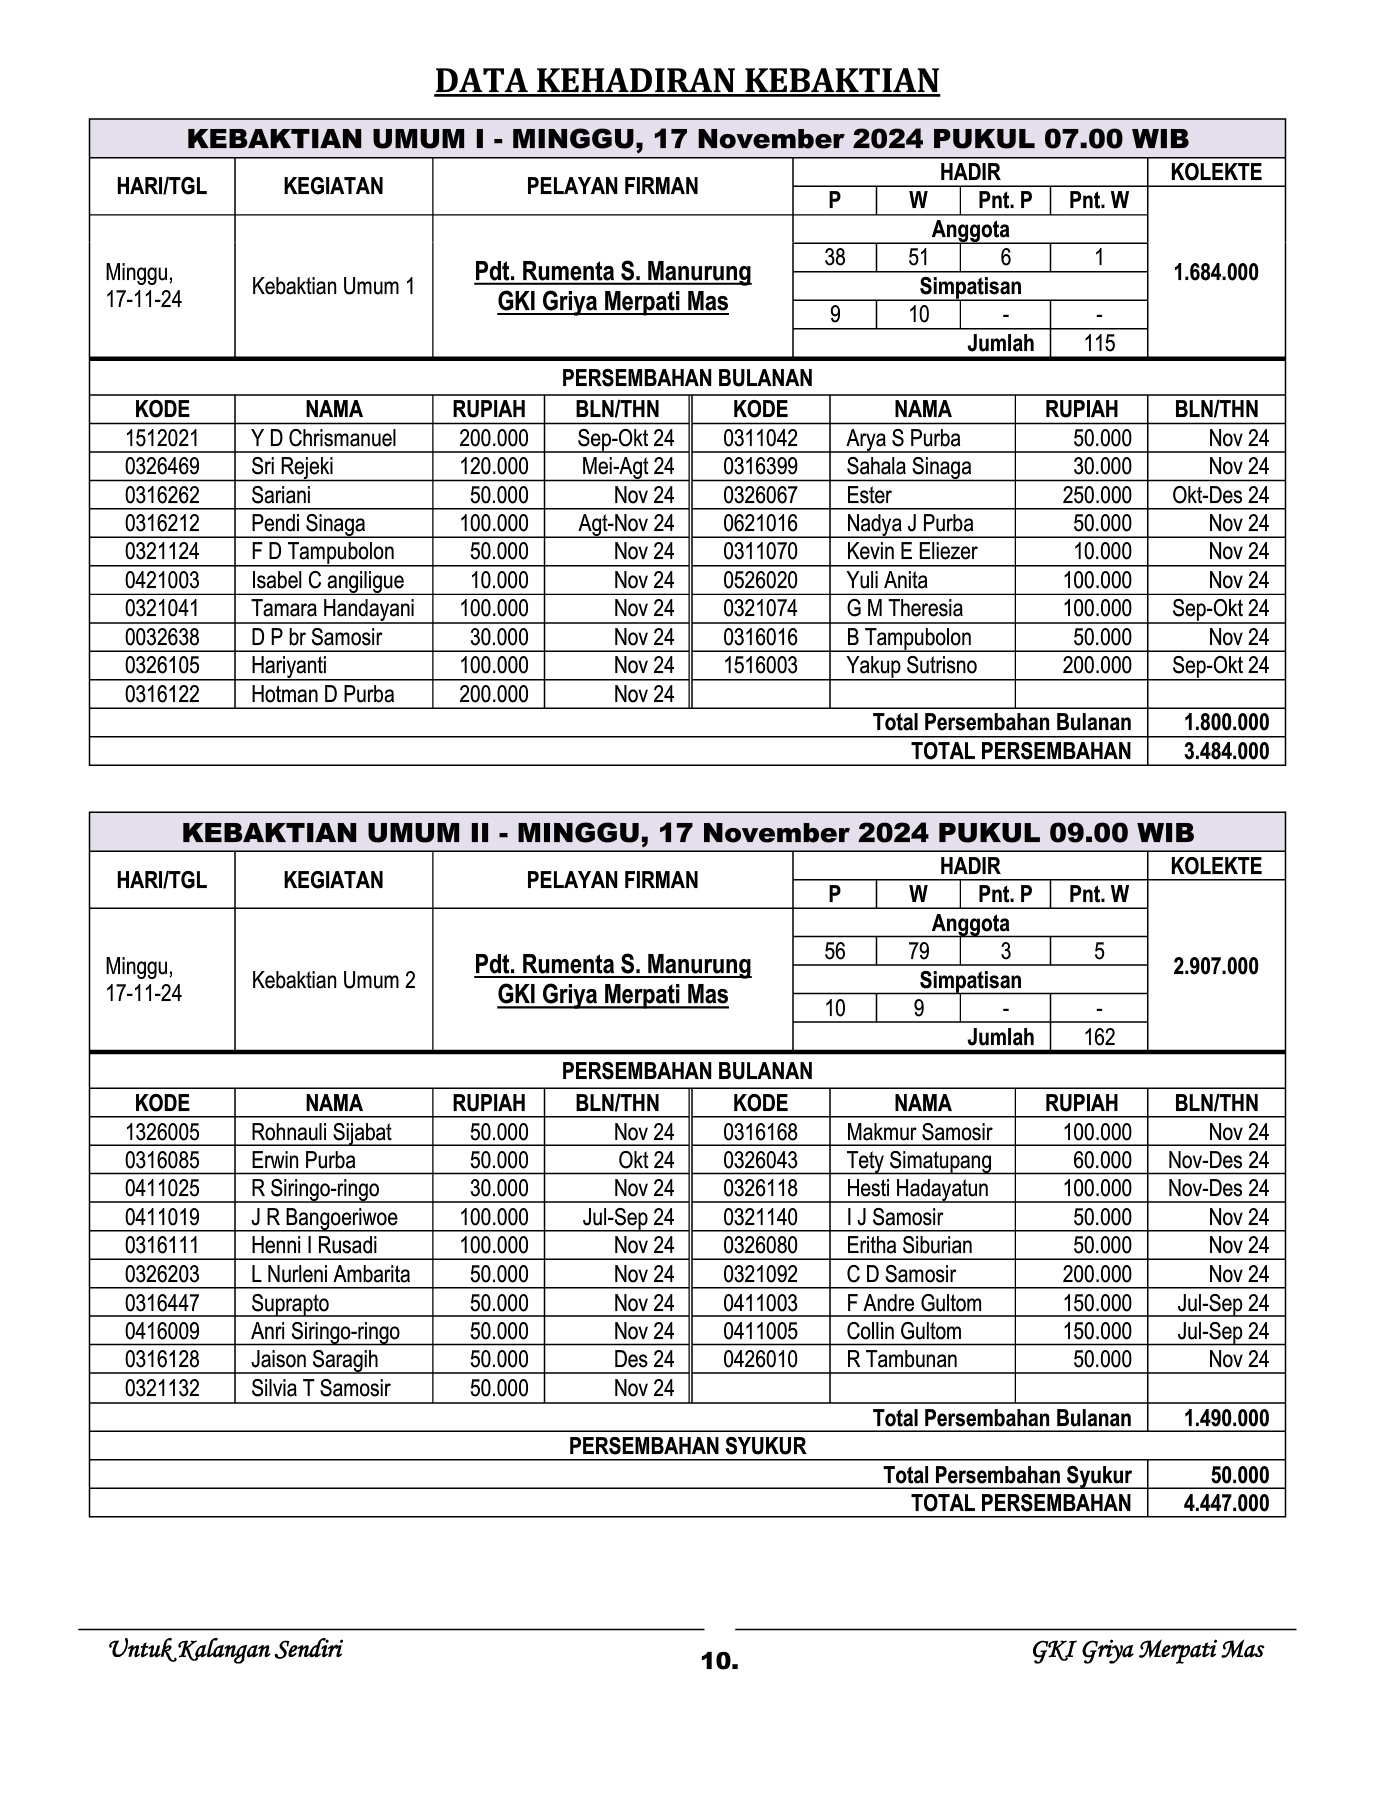 DATA KEHADIRAN KEBAKTIAN
KEBAKTIAN UMUM I - MINGGU, 17 November 2024 PUKUL 07.00 WIB
HARI/TGL KEGIATAN PELAYAN FIRMAN HADIR KOLEKTE
P W Pnt. P Pnt. W
Anggota
38 51 6 1
Minggu,
17-11-24
Kebaktian Umum 1
Pdt. Rumenta S. Manurung
GKI Griya Merpati Mas
1.684.000
Simpatisan
9 10 - -
Jumlah 115
PERSEMBAHAN BULANAN
KODE NAMA RUPIAH BLN/THN KODE NAMA RUPIAH BLN/THN
1512021 Y D Chrismanuel 200.000 Sep-Okt 24 0311042 Arya S Purba 50.000 Nov 24
0326469 Sri Rejeki 120.000 Mei-Agt 24 0316399 Sahala Sinaga 30.000 Nov 24
0316262 Sariani 50.000 Nov 24 0326067 Ester 250.000 Okt-Des 24
0316212 Pendi Sinaga 100.000 Agt-Nov 24 0621016 Nadya J Purba 50.000 Nov 24
0321124 F D Tampubolon 50.000 Nov 24 0311070 Kevin E Eliezer 10.000 Nov 24
0421003 Isabel C angiligue 10.000 Nov 24 0526020 Yuli Anita 100.000 Nov 24
0321041 Tamara Handayani 100.000 Nov 24 0321074 G M Theresia 100.000 Sep-Okt 24
0032638 D P br Samosir 30.000 Nov 24 0316016 B Tampubolon 50.000 Nov 24
0326105 Hariyanti 100.000 Nov 24 1516003 Yakup Sutrisno 200.000 Sep-Okt 24
0316122 Hotman D Purba 200.000 Nov 24
Total Persembahan Bulanan 1.800.000
TOTAL PERSEMBAHAN 3.484.000
KEBAKTIAN UMUM II - MINGGU, 17 November 2024 PUKUL 09.00 WIB
HARI/TGL KEGIATAN PELAYAN FIRMAN HADIR KOLEKTE
P W Pnt. P Pnt. W
Anggota
56 79 3 5
Minggu,
17-11-24
Kebaktian Umum 2
Pdt. Rumenta S. Manurung
GKI Griya Merpati Mas
2.907.000
Simpatisan
10 9 - -
Jumlah 162
PERSEMBAHAN BULANAN
KODE NAMA RUPIAH BLN/THN KODE NAMA RUPIAH BLN/THN
1326005 Rohnauli Sijabat 50.000 Nov 24 0316168 Makmur Samosir 100.000 Nov 24
0316085 Erwin Purba 50.000 Okt 24 0326043 Tety Simatupang 60.000 Nov-Des 24
0411025 R Siringo-ringo 30.000 Nov 24 0326118 Hesti Hadayatun 100.000 Nov-Des 24
0411019 J R Bangoeriwoe 100.000 Jul-Sep 24 0321140 I J Samosir 50.000 Nov 24
0316111 Henni I Rusadi 100.000 Nov 24 0326080 Eritha Siburian 50.000 Nov 24
0326203 L Nurleni Ambarita 50.000 Nov 24 0321092 C D Samosir 200.000 Nov 24
0316447 Suprapto 50.000 Nov 24 0411003 F Andre Gultom 150.000 Jul-Sep 24
0416009 Anri Siringo-ringo 50.000 Nov 24 0411005 Collin Gultom 150.000 Jul-Sep 24
0316128 Jaison Saragih 50.000 Des 24 0426010 R Tambunan 50.000 Nov 24
0321132 Silvia T Samosir 50.000 Nov 24
Total Persembahan Bulanan 1.490.000
PERSEMBAHAN SYUKUR
Total Persembahan Syukur 50.000
TOTAL PERSEMBAHAN 4.447.000
Untuk Kalangan Sendiri 10. GKI Griya Merpati Mas